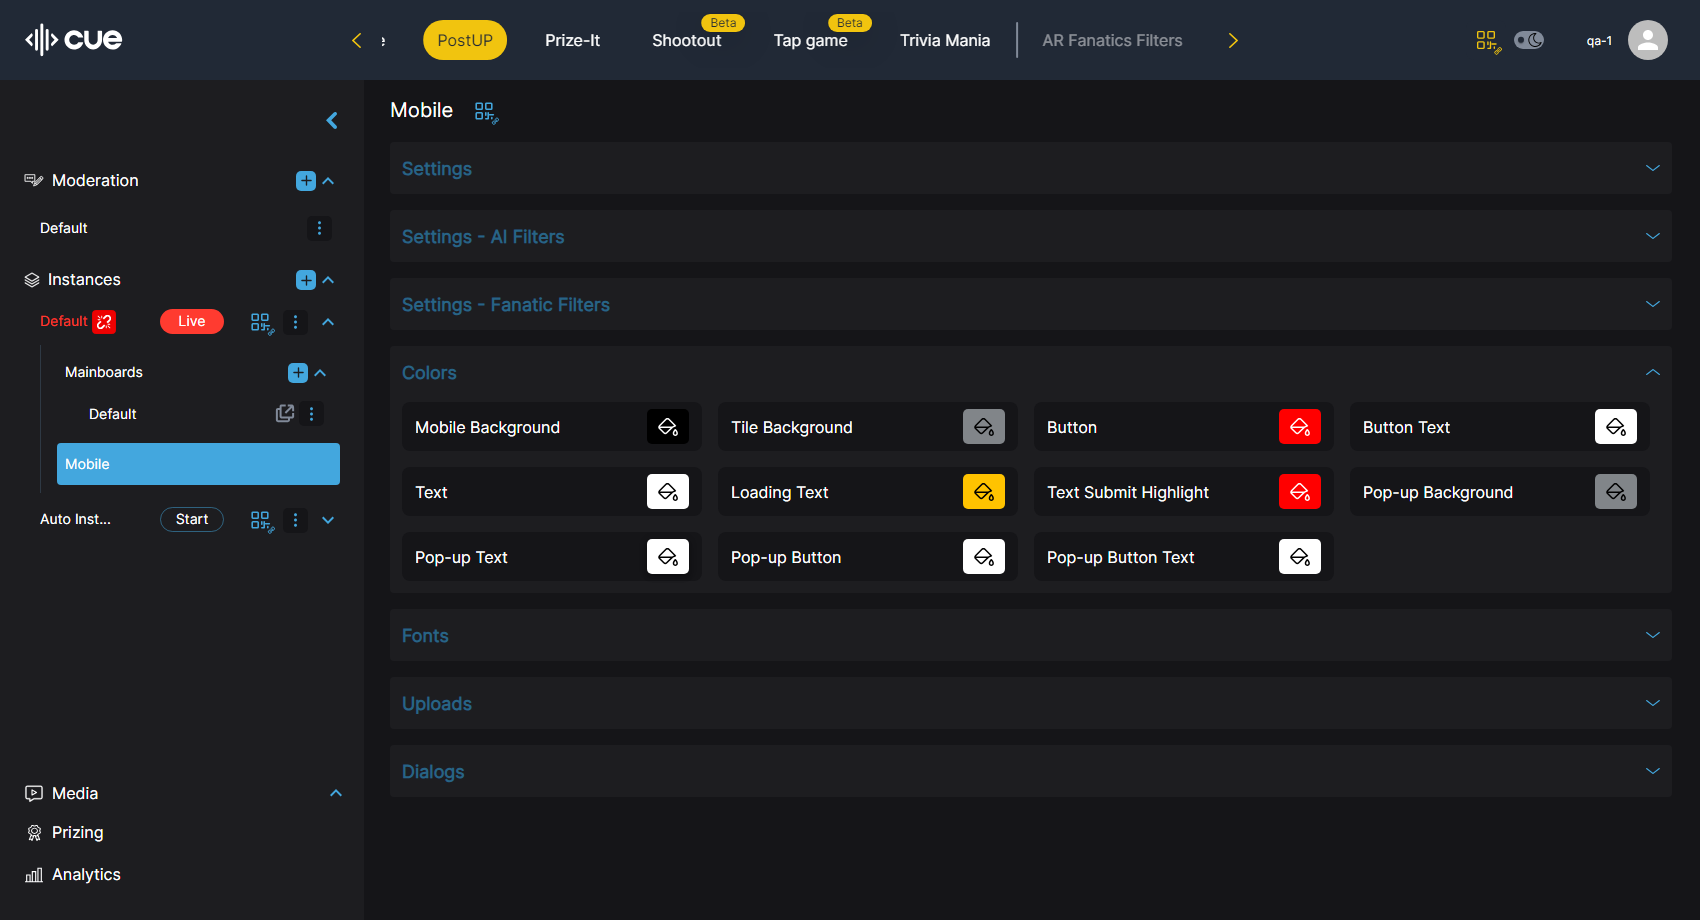 cue
e
PostUP
Prize-It
Shootout
Beta
Tap game
Beta
Trivia Mania
AR Fanatics Filters
qa-1
Moderation
Default
Instances
Default
Live
Mainboards
Default
Mobile
Auto Inst...
Start
Media
Prizing
Analytics
Mobile
Settings
Settings - AI Filters
Settings - Fanatic Filters
Colors
Mobile Background
Tile Background
Button
Button Text
Text
Loading Text
Text Submit Highlight
Pop-up Background
Pop-up Text
Pop-up Button
Pop-up Button Text
Fonts
Uploads
Dialogs